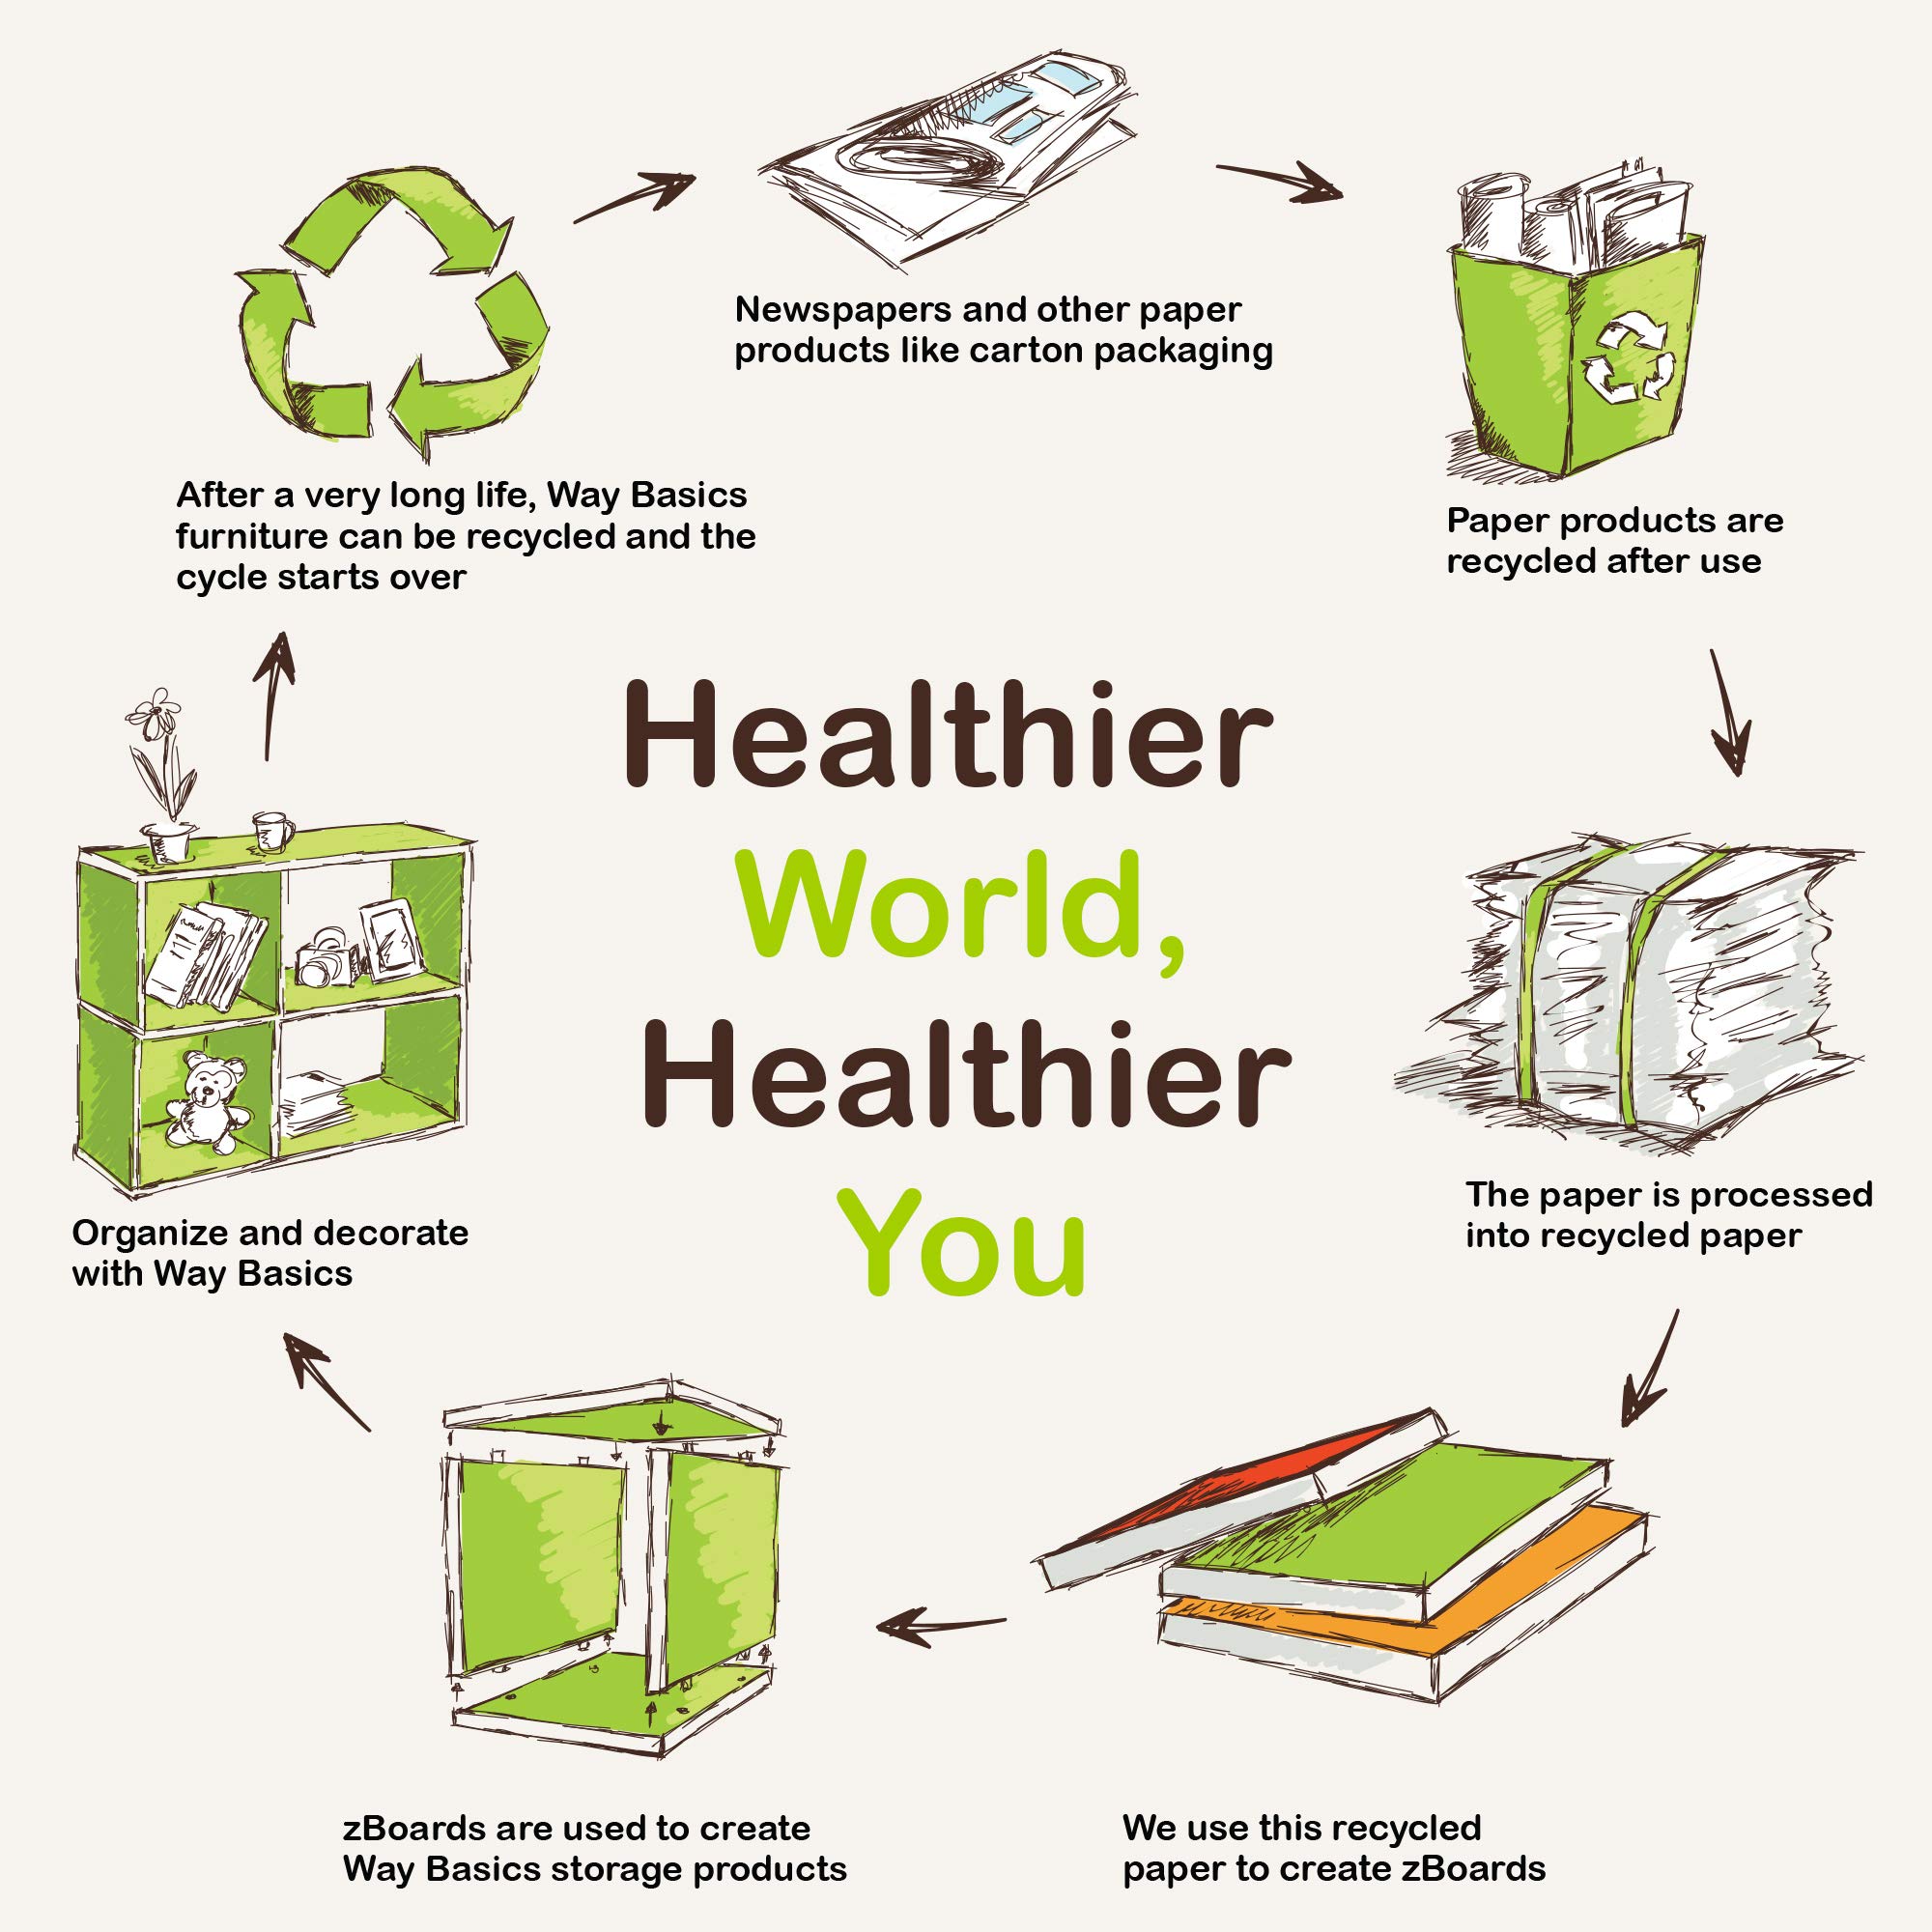 Newspapers and other paper
products like carton packaging
Paper products are
recycled after use
The paper is processed
into recycled paper
We use this recycled
paper to create zBoards
zBoards are used to create
Way Basics storage products
Organize and decorate
with Way Basics
After a very long life, Way Basics
furniture can be recycled and the
cycle starts over
Healthier
World,
Healthier
You